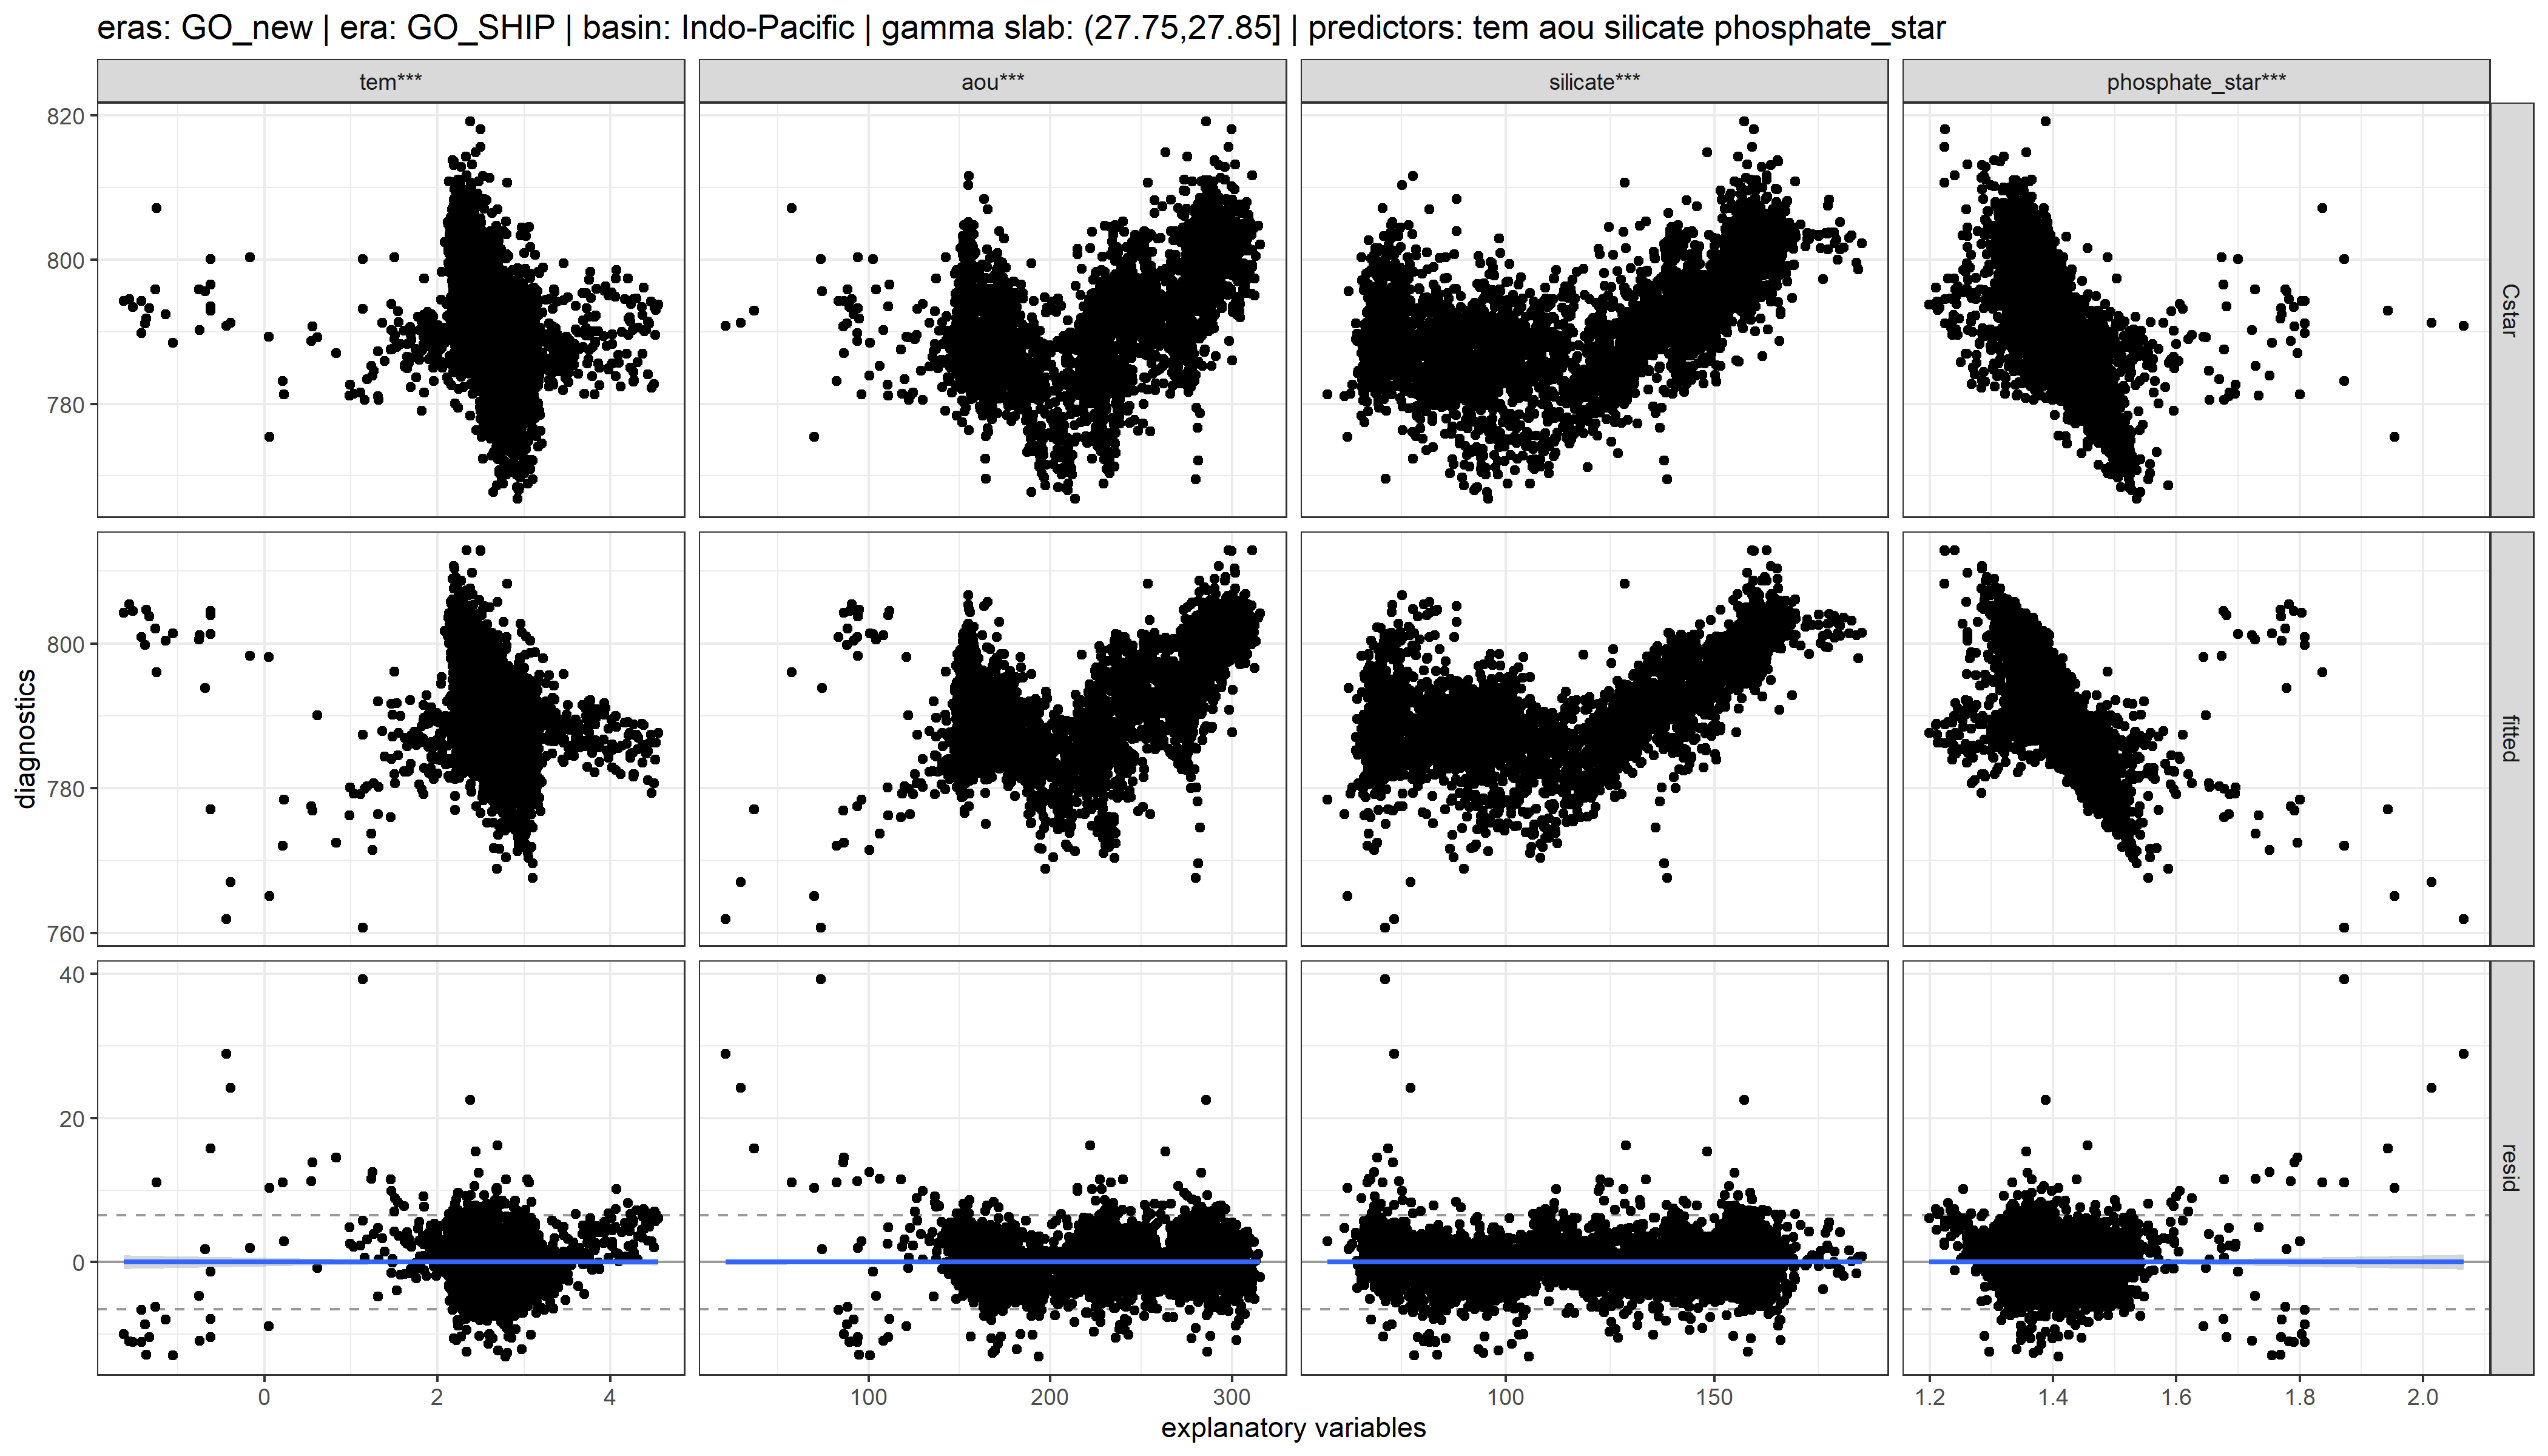 eras: GO_new | era: GO_SHIP | basin: Indo-Pacific | gamma slab: (27.75,27.85] | predictors: tem aou silicate phosphate_star
tem***
aou***
silicate***
phosphate_star***
820
800
780
Cstar
800
780
760
fitted
40
20
0
resid
diagnostics
0
2
4
100
200
300
100
150
1.2
1.4
1.6
1.8
2.0
explanatory variables